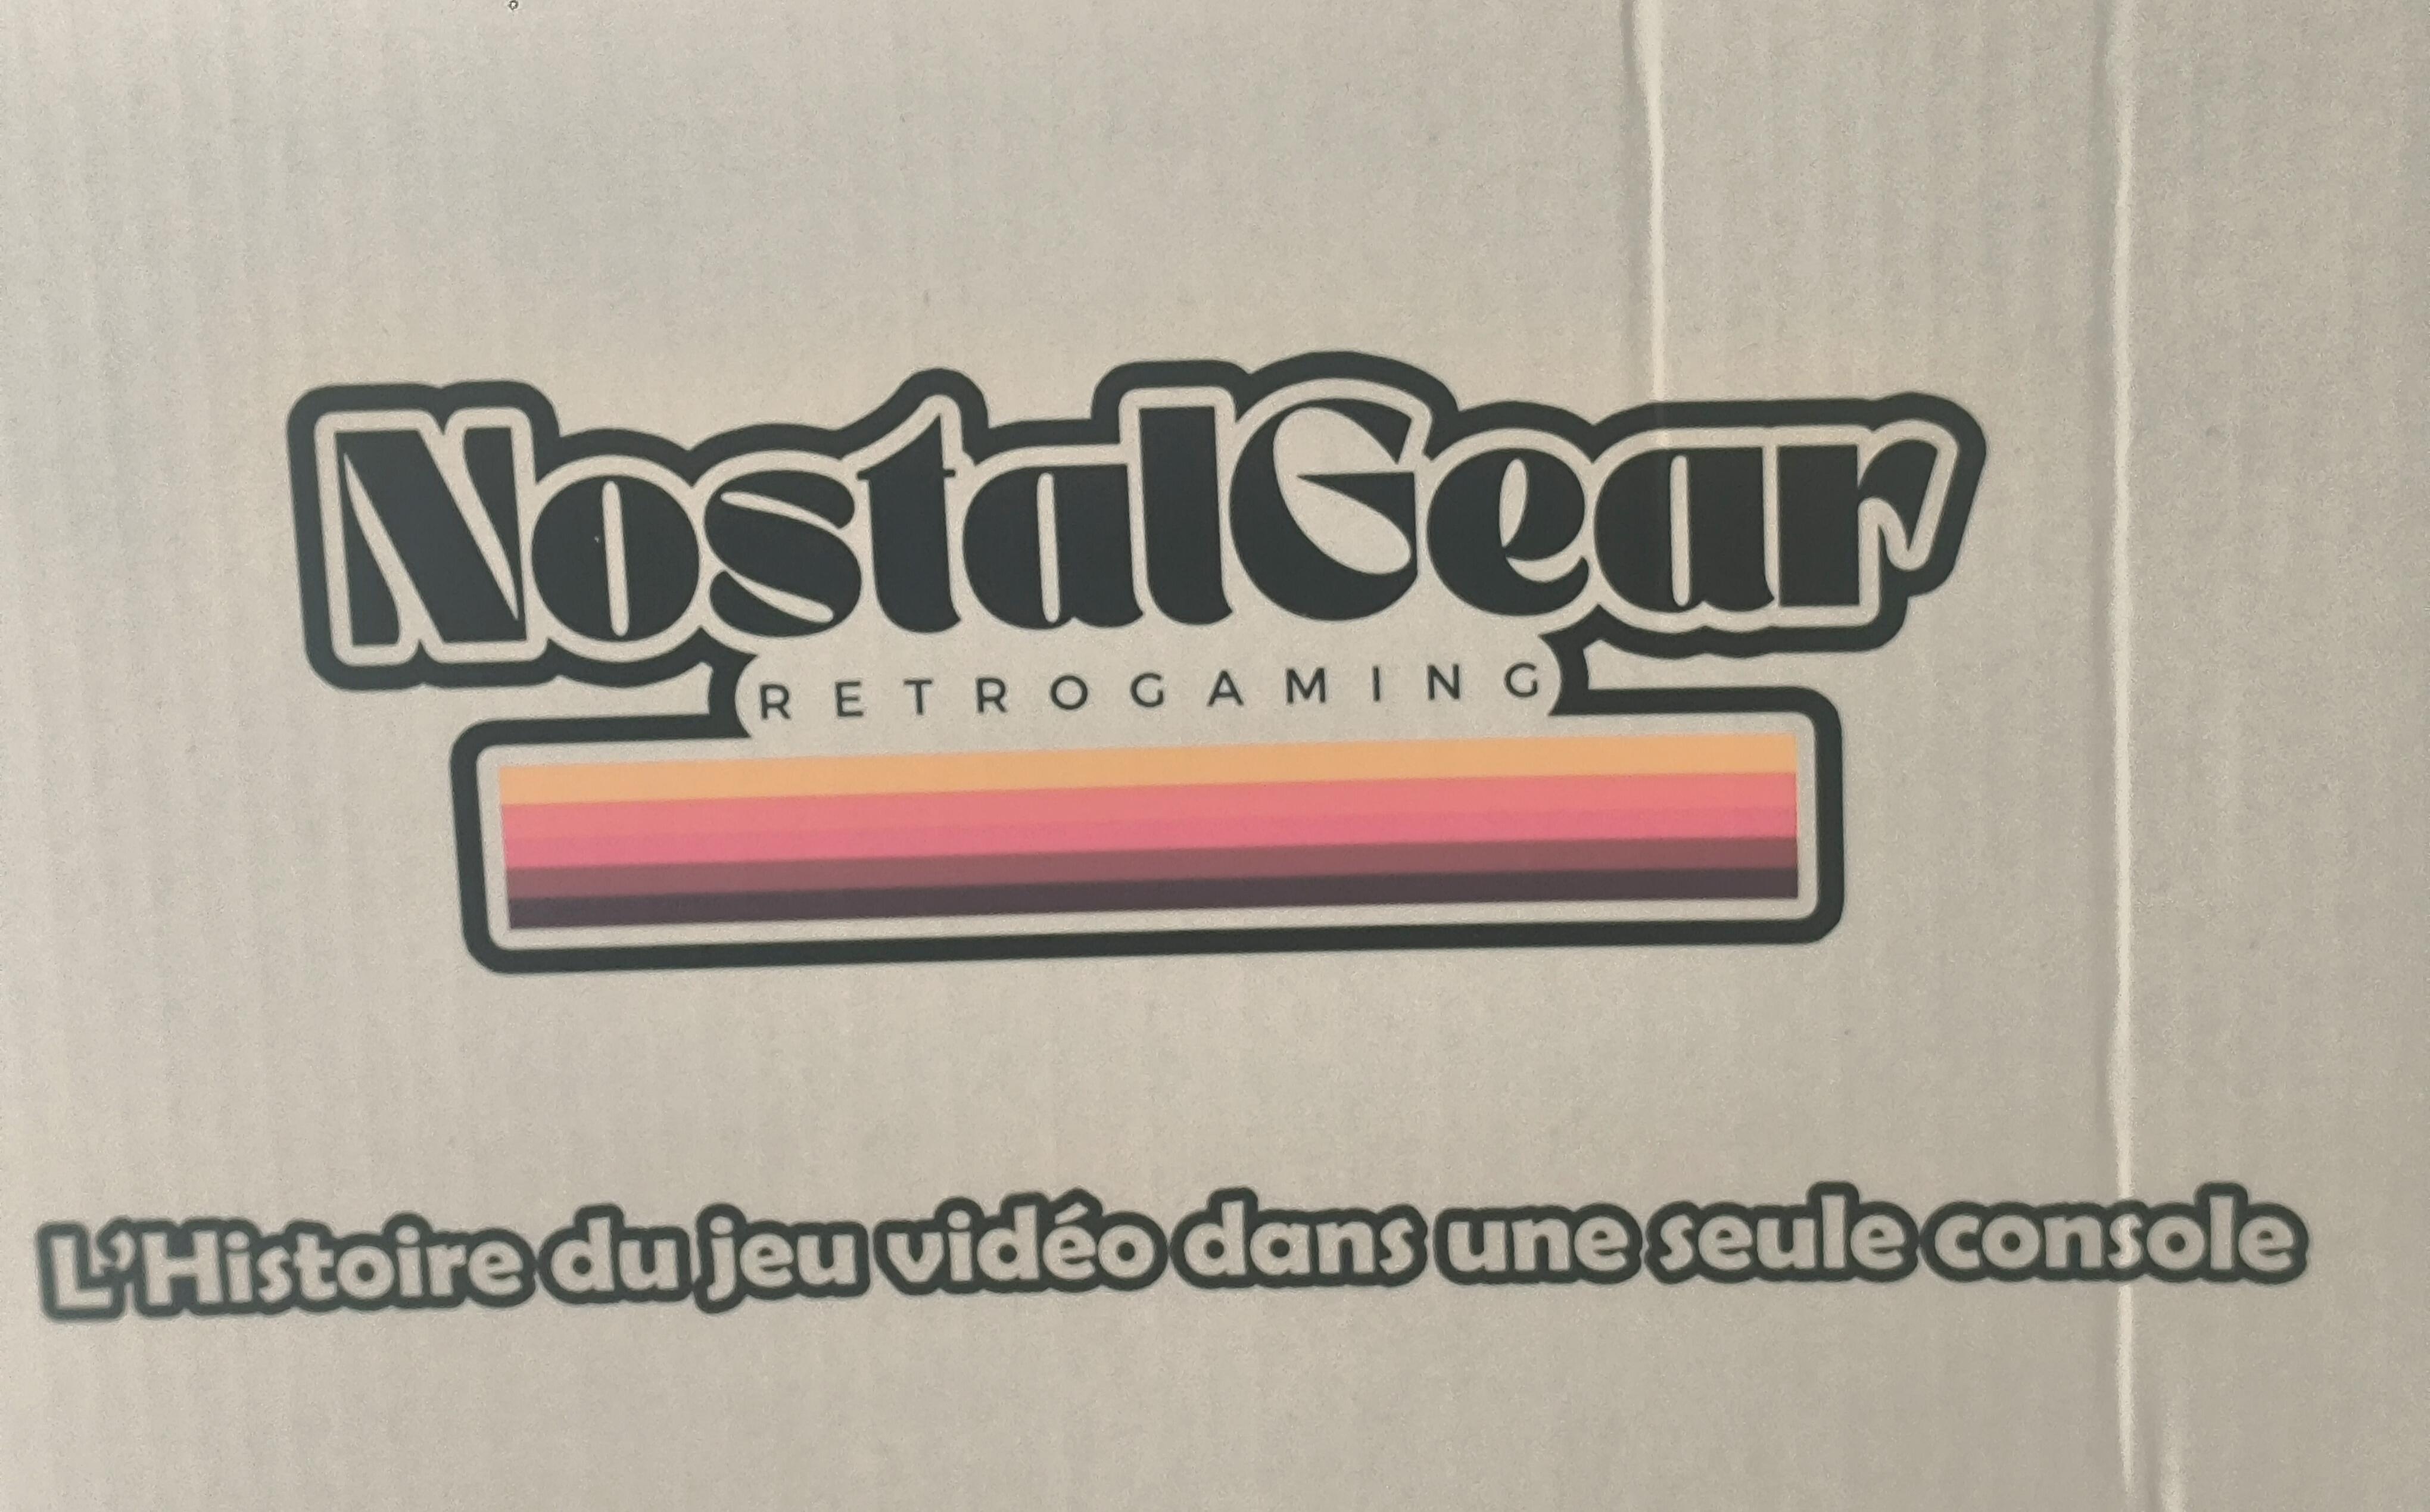 NostalGear
RETROGAMING
L'Histoire du jeu vidéo dans une seule console